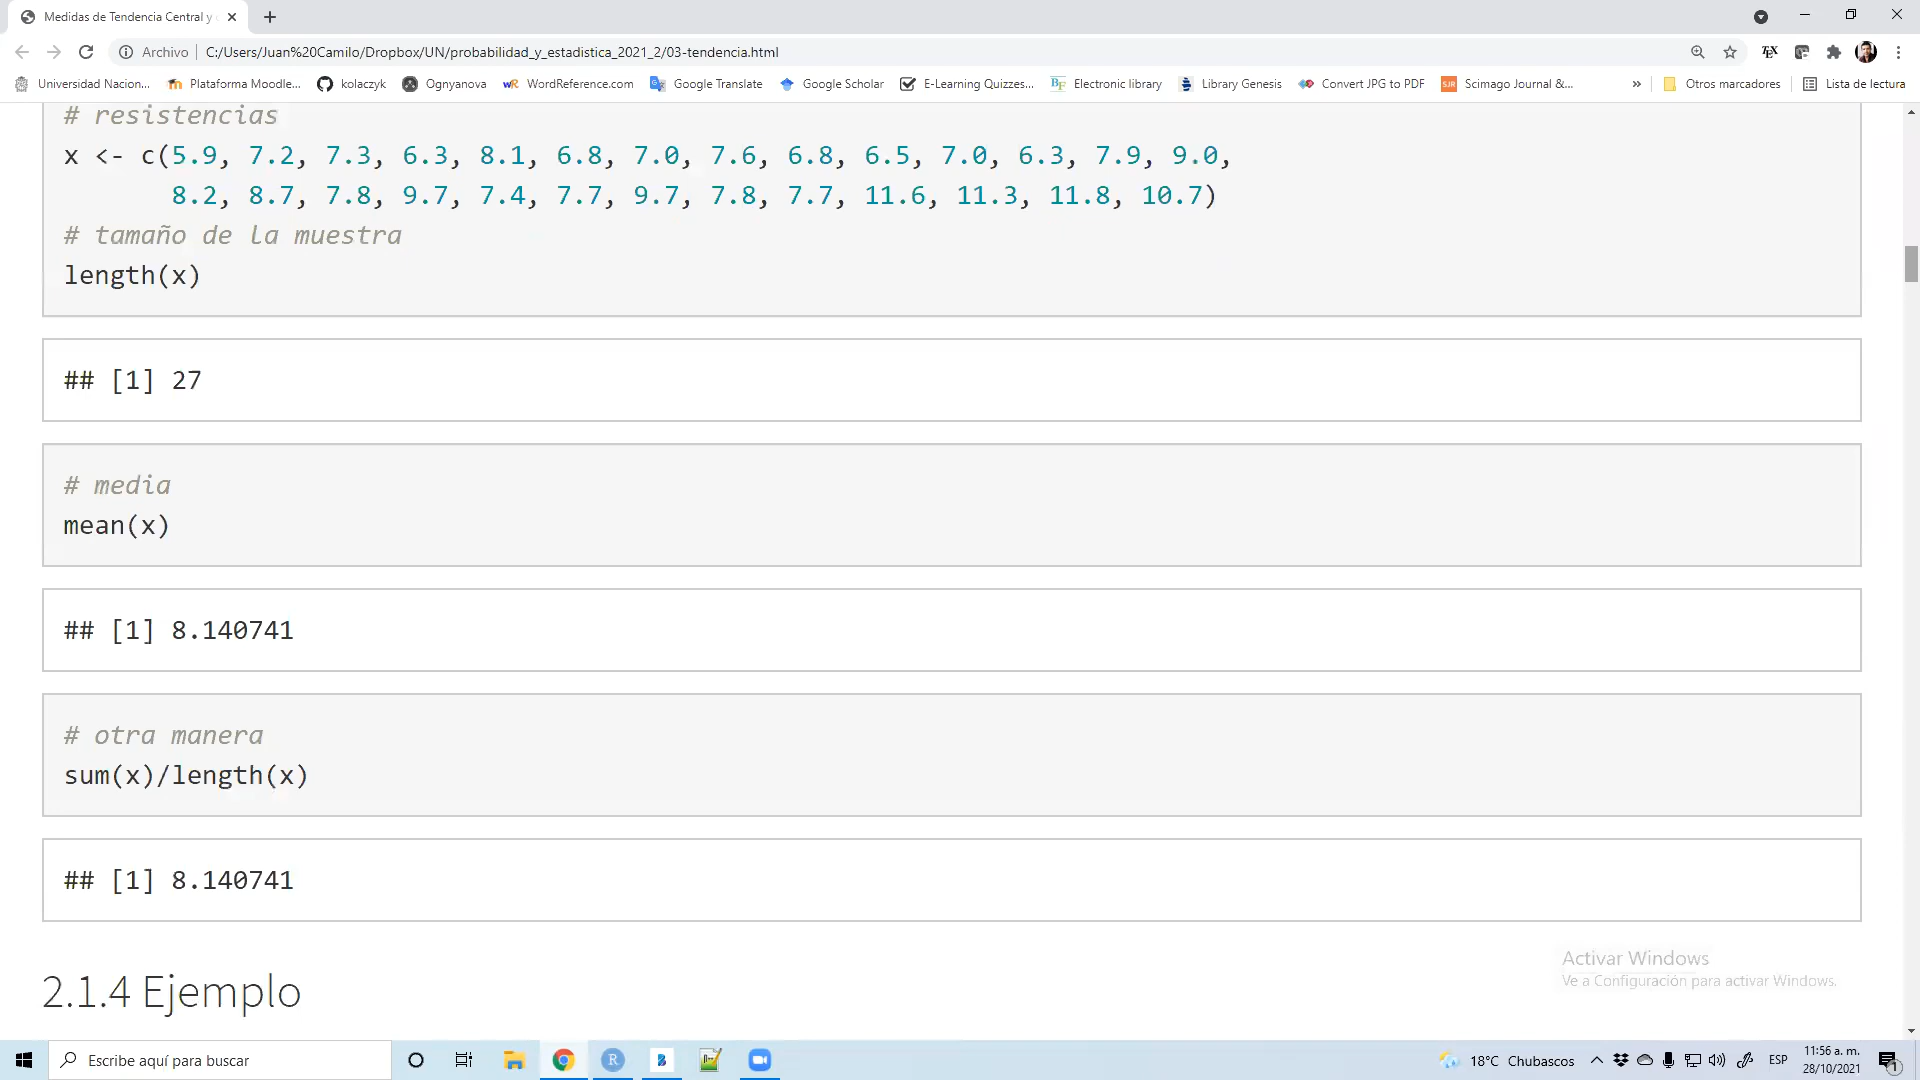 Medidas de Tendencia Central y
Archivo
C:/Users/Juan%20Camilo/Dropbox/UN/probabilidad_y_estadistica_2021_2/03-tendencia.html
TEX
Universidad Nacion...
Plataforma Moodle...
kolaczyk
Ognyanova
WR WordReference.com
Google Translate
Google Scholar
E-Learning Quizzes...
BF Electronic library
Library Genesis
Convert JPG to PDF
SJR Scimago Journal &...
»
Otros marcadores
Lista de lectura
# resistencias
x <- c(5.9, 7.2, 7.3, 6.3, 8.1, 6.8, 7.0, 7.6, 6.8, 6.5, 7.0, 6.3, 7.9, 9.0,
8.2, 8.7, 7.8, 9.7, 7.4, 7.7, 9.7, 7.8, 7.7, 11.6, 11.3, 11.8, 10.7)
# tamaño de la muestra
length(x)
## [1] 27
# media
mean(x)
## [1] 8.140741
# otra manera
sum(x)/length(x)
## [1] 8.140741
2.1.4 Ejemplo
Activar Windows
Ve a Configuración para activar Windows.
Escribe aquí para buscar
R
B
18°C Chubascos
ESP
11:56 a. m.
28/10/2021
1